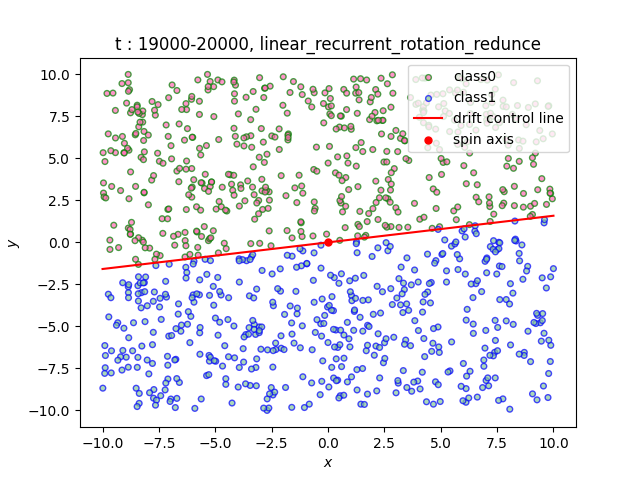 t : 19000-20000, linear_recurrent_rotation_redunce
class0
class1
drift control line
spin axis
10.0
7.5
5.0
2.5
0.0
−2.5
−5.0
−7.5
−10.0
y
−10.0 −7.5 −5.0 −2.5 0.0 2.5 5.0 7.5 10.0
x